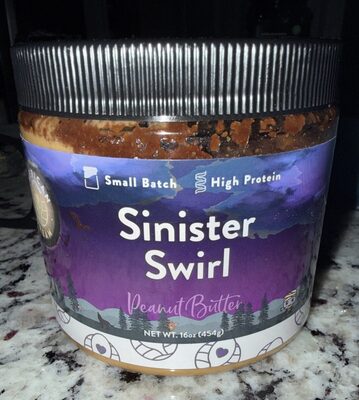 Small Batch High Protein
Sinister
Swirl
Peanut Butter
NET WT. 16oz (454g)